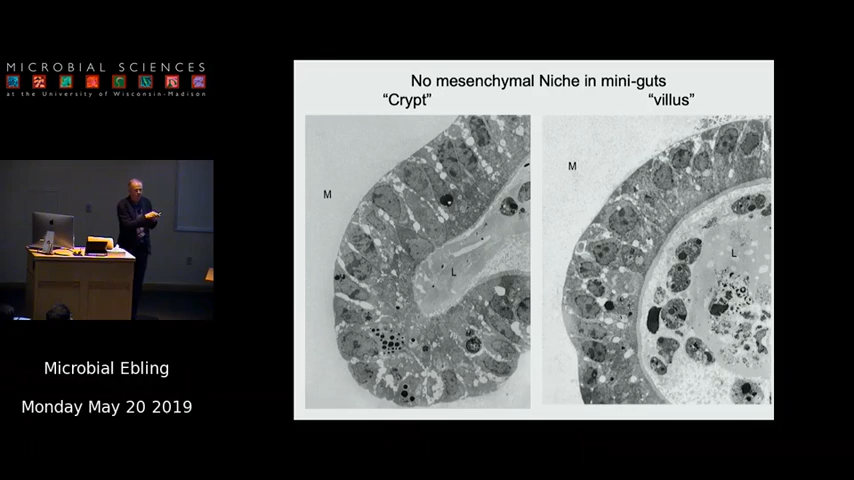 MICROBIAL SCIENCES
at the University of Wisconsin-Madison
No mesenchymal Niche in mini-guts
“Crypt” “villus”
M
L
M
L
Microbial Ebling
Monday May 20 2019